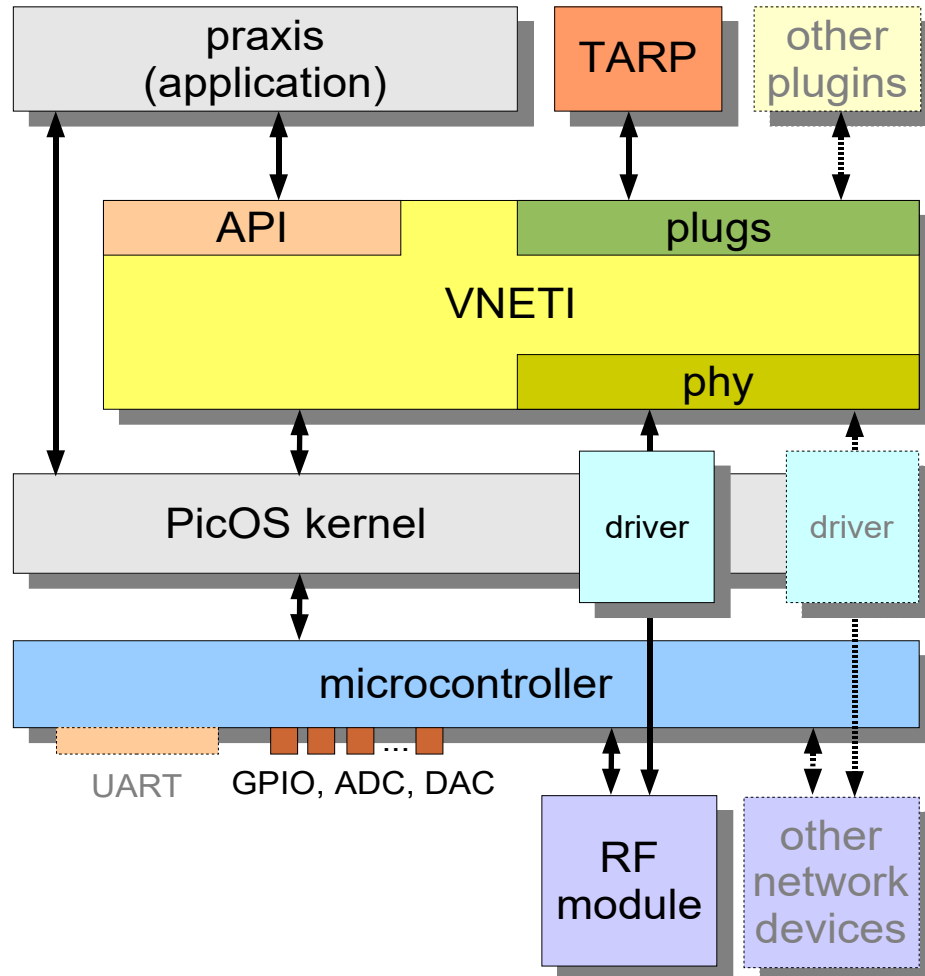 praxis
(application)
TARP
other
plugins
API
plugs
VNETI
phy
PicOS kernel
driver
driver
microcontroller
...
UART
GPIO, ADC, DAC
RF
module
other
network
devices